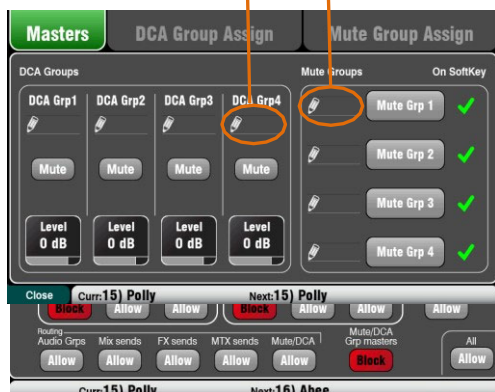 Masters DCA Group Assign Mute Group Assign
DCA Groups Mute Groups On SoftKey
DCA Grp1 DCA Grp2 DCA Grp3 DCA Grp4
Mute Grp 1
Mute Grp 2
Mute Mute Mute Mute
Mute Grp 3
Level Level Level Level
0 dB 0 dB 0 dB 0 dB
Mute Grp 4
Close Curr:15) Polly Next:15) Polly
Block Allow Allow Block Allow Allow Allow
Routing Mute/DCA
Audio Grps Mix sends FX sends MTX sends Mute/DCA Grp masters All
Allow Allow Allow Allow Allow Block Allow
Curr:15) Polly Next:16) Abee